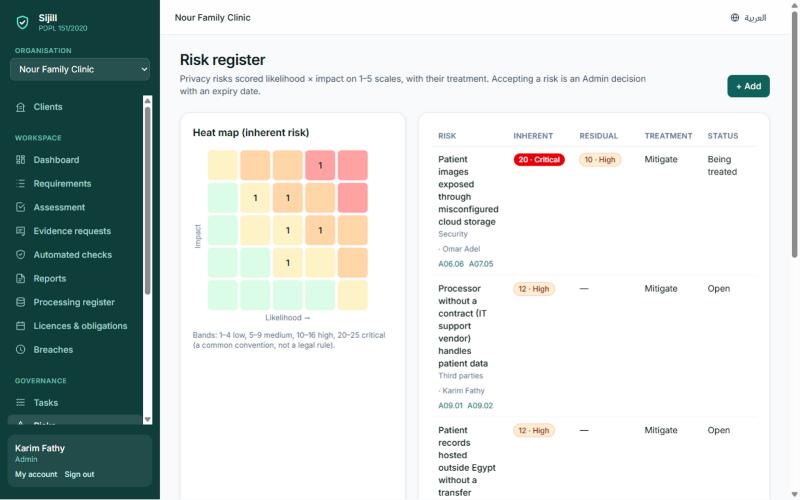 Sijill
PDPL 151/2020
ORGANISATION
Nour Family Clinic
Clients
WORKSPACE
Dashboard
Requirements
Assessment
Evidence requests
Automated checks
Reports
Processing register
Licences & obligations
Breaches
GOVERNANCE
Tasks
Karim Fathy
Admin
My account Sign out
Nour Family Clinic
العربية
Risk register
Privacy risks scored likelihood × impact on 1–5 scales, with their treatment. Accepting a risk is an Admin decision
with an expiry date.
+ Add
Heat map (inherent risk)
1
1 1
1 1
1
Impact
Likelihood →
Bands: 1–4 low, 5–9 medium, 10–16 high, 20–25 critical
(a common convention, not a legal rule).
RISK INHERENT RESIDUAL TREATMENT STATUS
Patient
images
exposed
through
misconfigured
cloud storage
Security
· Omar Adel
A06.06 A07.05
20 · Critical
10 · High
Mitigate
Being
treated
Processor
without a
contract (IT
support
vendor)
handles
patient data
Third parties
· Karim Fathy
A09.01 A09.02
12 · High
—
Mitigate
Open
Patient
records
hosted
outside Egypt
without a
transfer
12 · High
—
Mitigate
Open